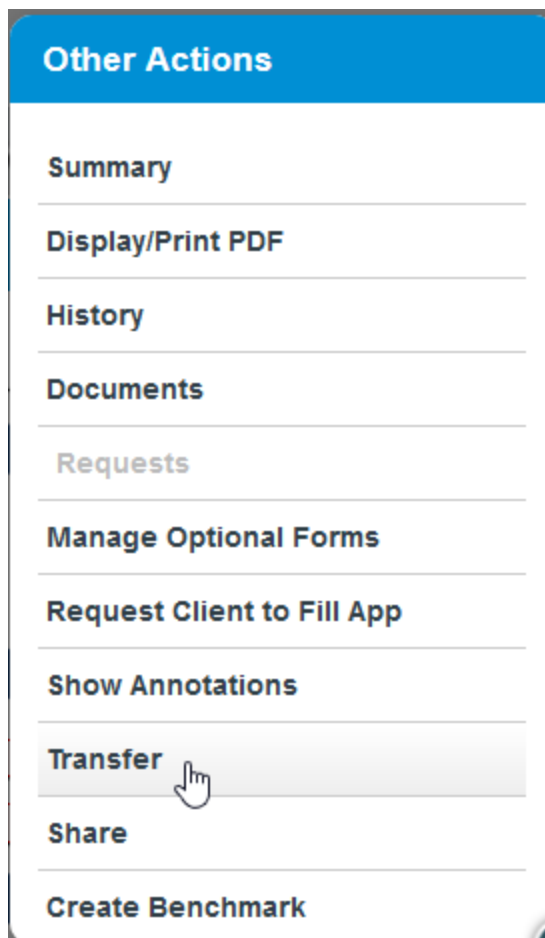 Other Actions
Summary
Display/Print PDF
History
Documents
Requests
Manage Optional Forms
Request Client to Fill App
Show Annotations
Transfer
Share
Create Benchmark